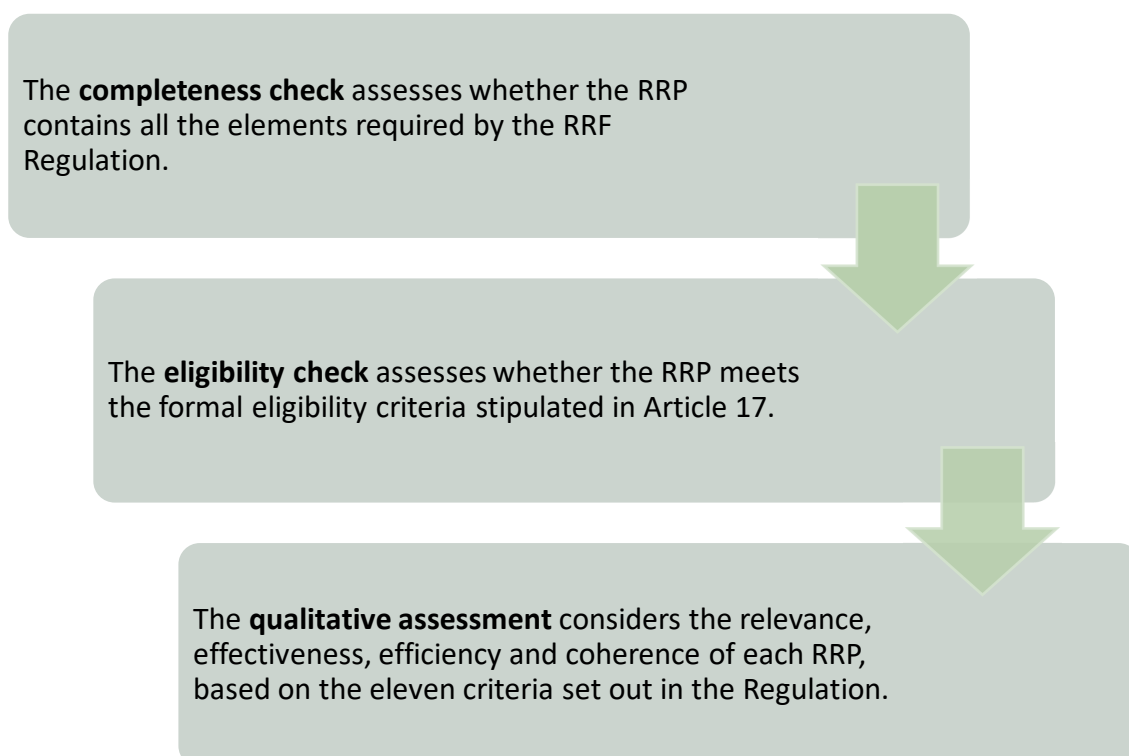 The completeness check assesses whether the RRP
contains all the elements required by the RRF
Regulation.
The eligibility check assesses whether the RRP meets
the formal eligibility criteria stipulated in Article 17.
The qualitative assessment considers the relevance,
effectiveness, efficiency and coherence of each RRP,
based on the eleven criteria set out in the Regulation.